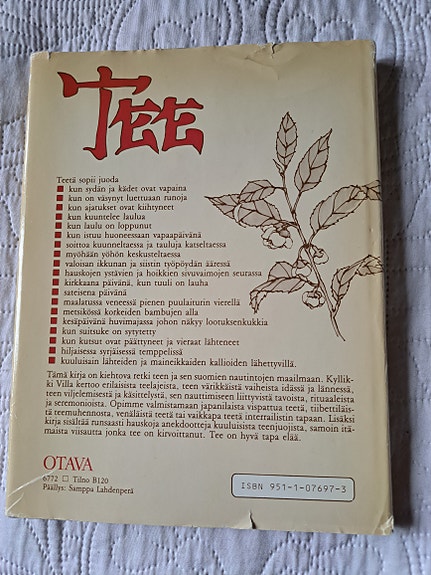 TEE
Teetä sopii juoda
■ kun sydän ja kädet ovat vapaina
■ kun on väsynyt luettuaan runoja
■ kun ajatukset ovat kiihtyneet
■ kun kuuntelee laulua
■ kun laulu on loppunut
■ kun istuu huoneessaan vapaapäivänä
■ soittoa kuunneltaessa ja tauluja katseltaessa
■ myöhään yöhön keskusteltaessa
■ valoisan ikkunan ja siistin työpöydän ääressä
■ hauskojen ystävien ja hoikkien sivuvaimojen seurassa
■ kirkkaana päivänä, kun tuuli on lauha
■ sateisena päivänä
■ maalatussa veneessä pienen puulaiturin vierellä
■ metsikössä korkeiden bambujen alla
■ kesäpäivänä huvimajassa johon näkyy lootuksenkukkia
■ kun suitsuke on sytytetty
■ kun kutsut ovat päättyneet ja vieraat lähteneet
■ hiljaisessa syrjäisessä temppelissä
■ kuuluisain lähteiden ja maineikkaiden kallioiden lähettyvillä.
Tämä kirja on kiehtova retki teen ja sen suomien nautintojen maailmaan. Kyllik-
ki Villa kertoo erilaisista teelajeista, teen värikkäistä vaiheista idässä ja lännessä,
teen viljelemisestä ja käsittelystä, sen nauttimiseen liittyvistä tavoista, rituaaleista
ja seremonioista. Opimme valmistamaan japanilaista vispattua teetä, tiibettiläis-
tä teemuhennosta, venäläistä teetä tai vaikkapa teetä interrailistin tapaan. Lisäksi
kirja sisältää runsaasti hauskoja anekdootteja kuuluisista teenjuojista, samoin itä-
maista viisautta jonka tee on kirvoittanut. Tee on hyvä tapa elää.
OTAVA
6772 □ Tilno B120
Päällys: Samppa Lahdenperä
ISBN 951-1-07697-3